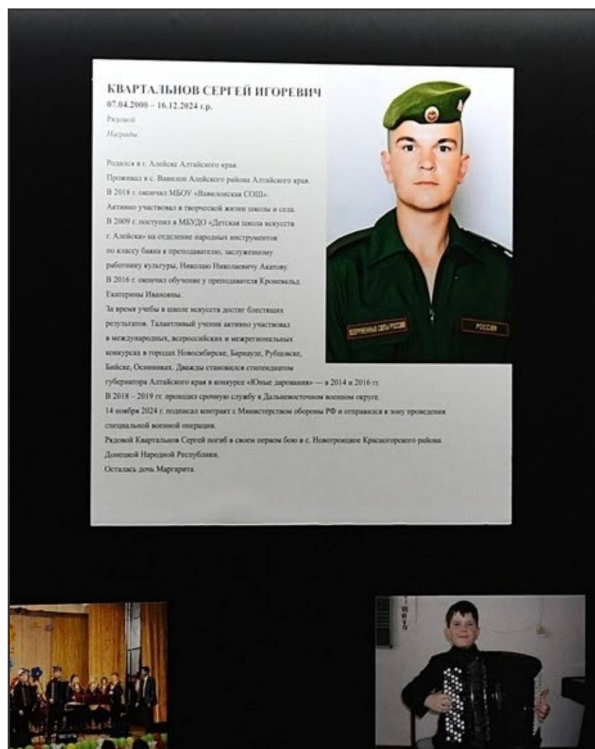 КВАРТАЛЬНОВ СЕРГЕЙ ИГОРЕВИЧ
07.04.2000 – 16.12.2024 г.р.
Рядовой
Награды:
Родился в г. Алейске Алтайского края.
Проживал в с. Вавилон Алейского района Алтайского края.
В 2018 г. окончил МБОУ «Вавилонская СОШ».
Активно участвовал в творческой жизни школы и села.
В 2009 г. поступил в МБУДО «Детская школа искусств
г. Алейска» на отделение народных инструментов
по классу баяна к преподавателю, заслуженному
работнику культуры, Николаю Николаевичу Акатову.
В 2016 г. окончил обучение у преподавателя Кроневальд
Екатерины Ивановны.
За время учебы в школе искусств достиг блестящих
результатов. Талантливый ученик активно участвовал
в международных, всероссийских и межрегиональных
конкурсах в городах Новосибирске, Барнауле, Рубцовске,
Бийске, Осинниках. Дважды становился стипендиатом
губернатора Алтайского края в конкурсе «Юные дарования» — в 2014 и 2016 гг.
В 2018 – 2019 гг. проходил срочную службу в Дальневосточном военном округе.
14 ноября 2024 г. подписал контракт с Министерством обороны РФ и отправился в зону проведения
специальной военной операции.
Рядовой Квартальнов Сергей погиб в своем первом бою в с. Новотроицкое Красногорского района
Донецкой Народной Республики.
Осталась дочь Маргарита.
ВООРУЖЕННЫЕ СИЛЫ РОССИИ
РОССИЯ